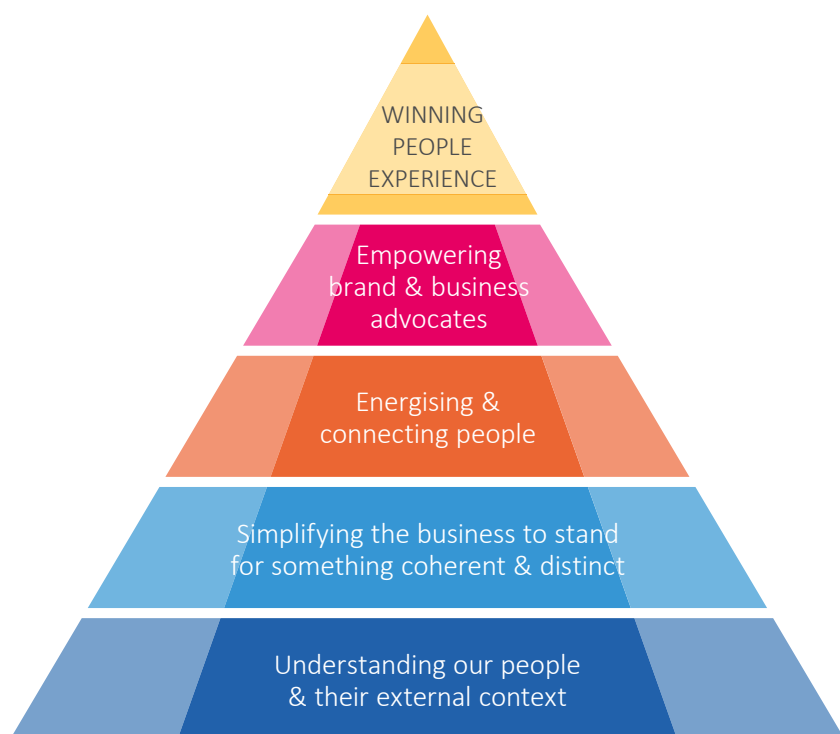 WINNING
PEOPLE
EXPERIENCE
Empowering
brand & business
advocates
Energising &
connecting people
Simplifying the business to stand
for something coherent & distinct
Understanding our people
& their external context